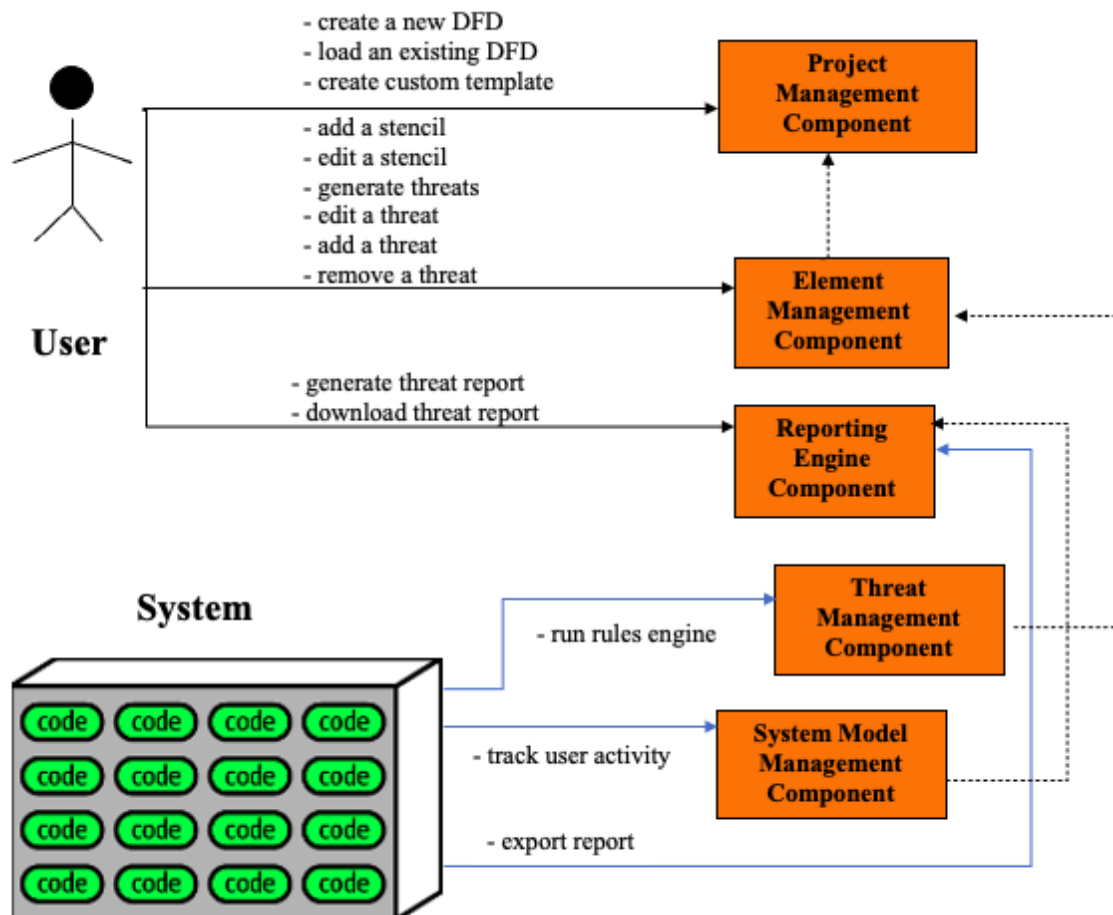 - create a new DFD
- load an existing DFD
- create custom template
Project
Management
Component
- add a stencil
- edit a stencil
- generate threats
- edit a threat
- add a threat
- remove a threat
Element
Management
Component
User
- generate threat report
- download threat report
Reporting
Engine
Component
System
- run rules engine
Threat
Management
Component
- track user activity
System Model
Management
Component
- export report
code code code code
code code code code
code code code code
code code code code